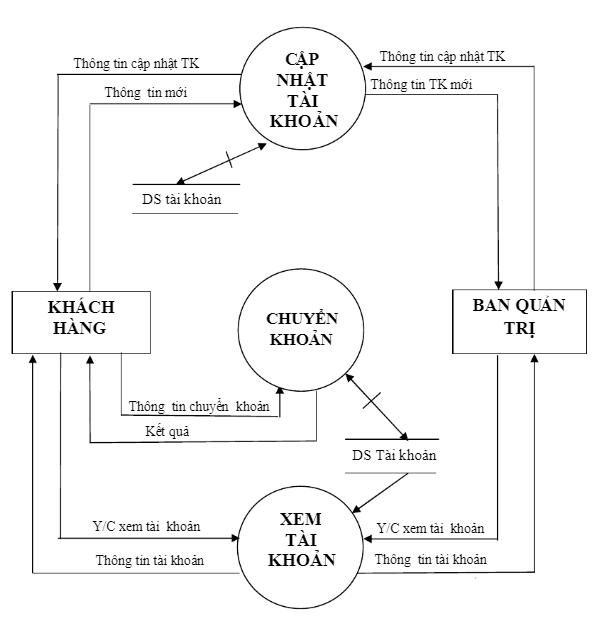 CẬP
NHẬT
TÀI
KHOẢN
Thông tin cập nhật TK
Thông tin cập nhật TK
Thông tin mới
Thông tin TK mới
DS tài khoản
KHÁCH
HÀNG
CHUYỂN
KHOẢN
BAN QUẢN
TRỊ
Thông tin chuyển khoản
Kết quả
DS Tài khoản
XEM
TÀI
KHOẢN
Y/C xem tài khoản
Y/C xem tài khoản
Thông tin tài khoản
Thông tin tài khoản